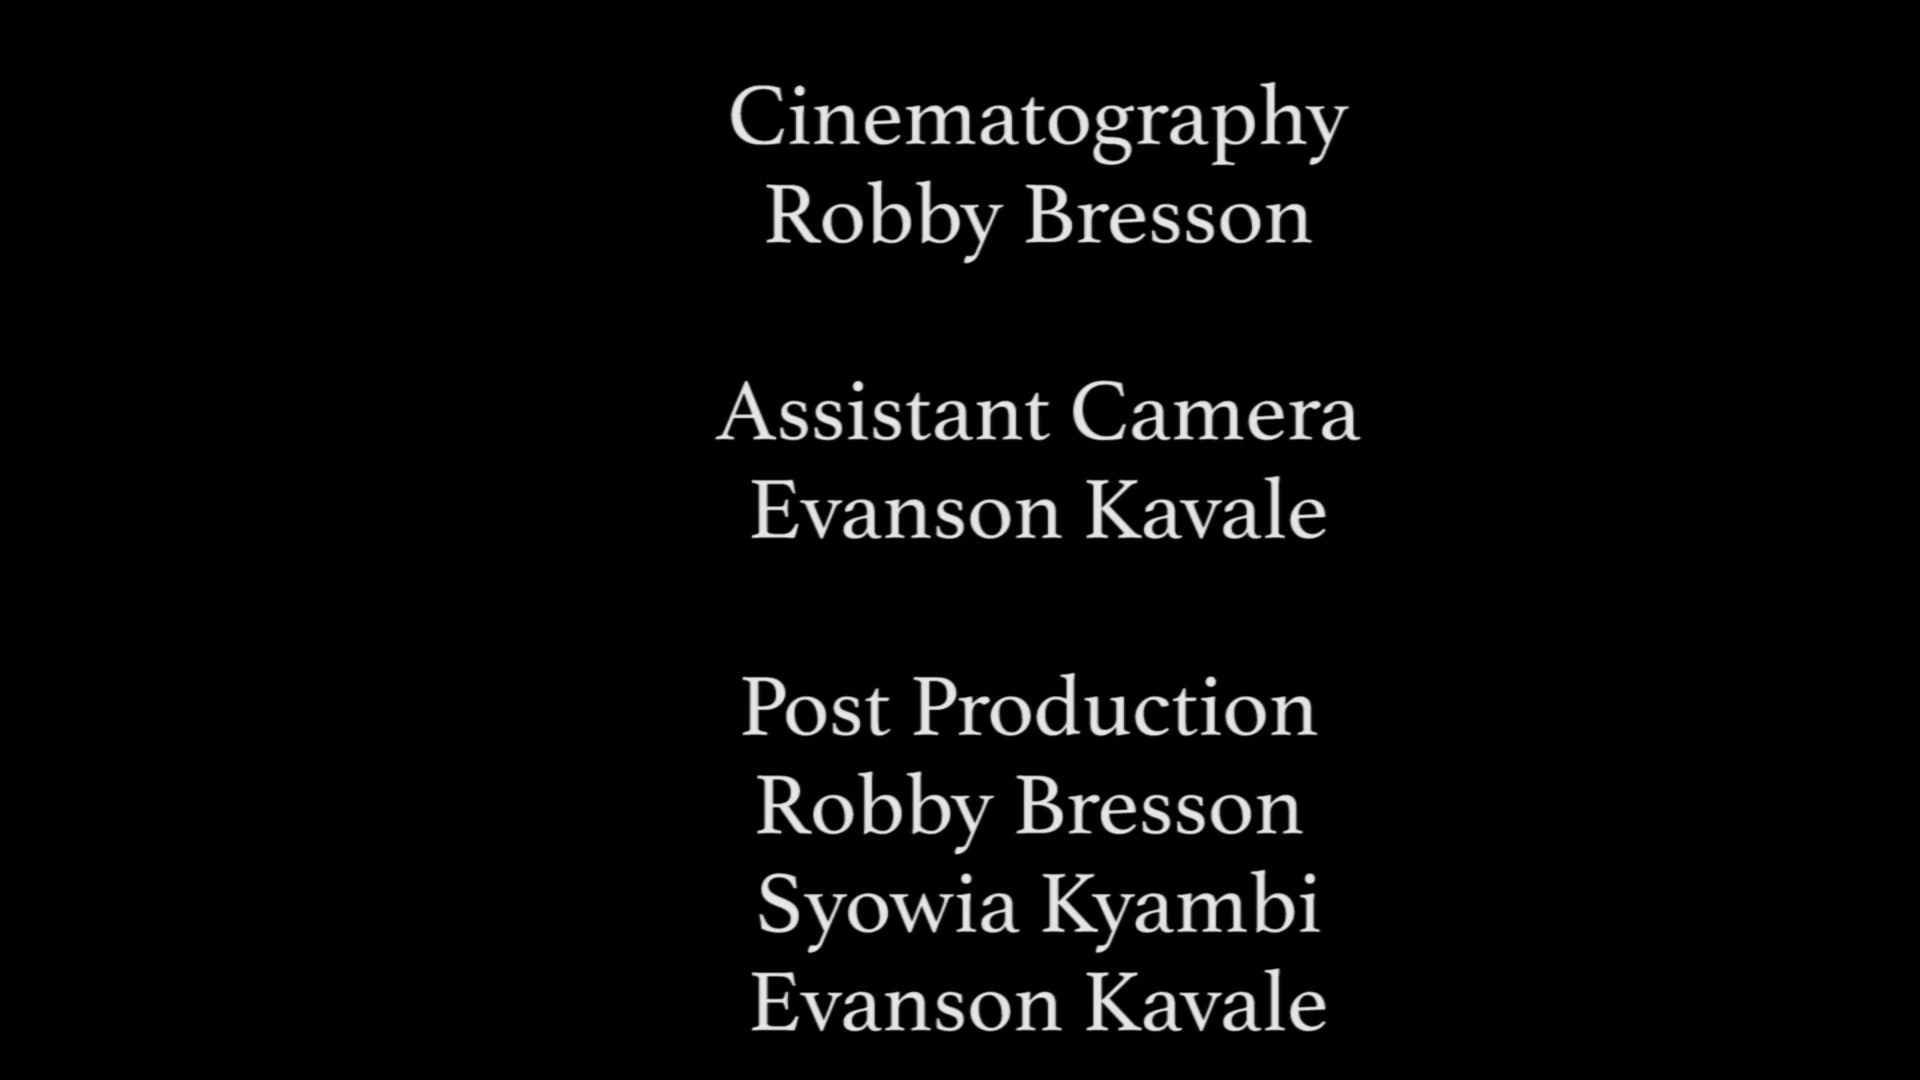 Cinematography
Robby Bresson
Assistant Camera
Evanson Kavale
Post Production
Robby Bresson
Syowia Kyambi
Evanson Kavale